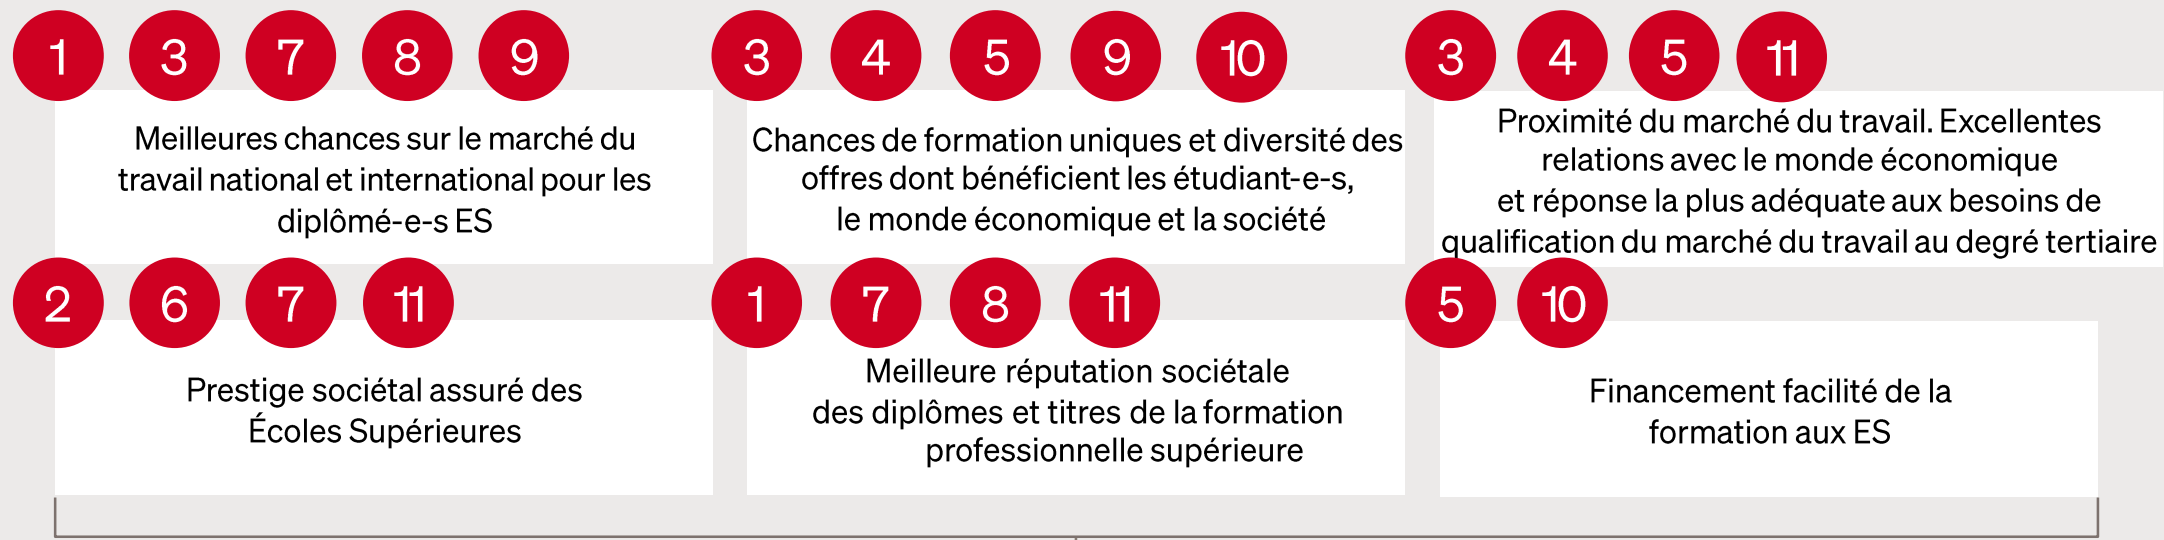 1 3 7 8 9
Meilleures chances sur le marché du
travail national et international pour les
diplômé-e-s ES
3 4 5 9 10
Chances de formation uniques et diversité des
offres dont bénéficient les étudiant-e-s,
le monde économique et la société
3 4 5 11
Proximité du marché du travail. Excellentes
relations avec le monde économique
et réponse la plus adéquate aux besoins de
qualification du marché du travail au degré tertiaire
2 6 7 11
Prestige sociétal assuré des
Écoles Supérieures
1 7 8 11
Meilleure réputation sociétale
des diplômes et titres de la formation
professionnelle supérieure
5 10
Financement facilité de la
formation aux ES